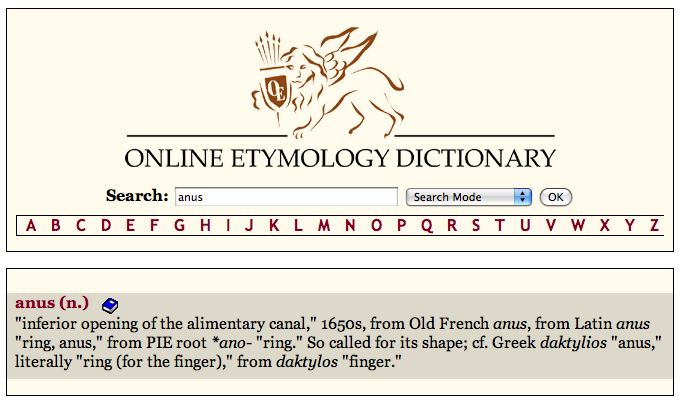 OE
ONLINE ETYMOLOGY DICTIONARY
Search: anus Search Mode OK
A B C D E F G H I J K L M N O P Q R S T U V W X Y Z
anus (n.)
"inferior opening of the alimentary canal," 1650s, from Old French anus, from Latin anus
"ring, anus," from PIE root *ano- "ring." So called for its shape; cf. Greek daktylios "anus,"
literally "ring (for the finger)," from daktylos "finger."